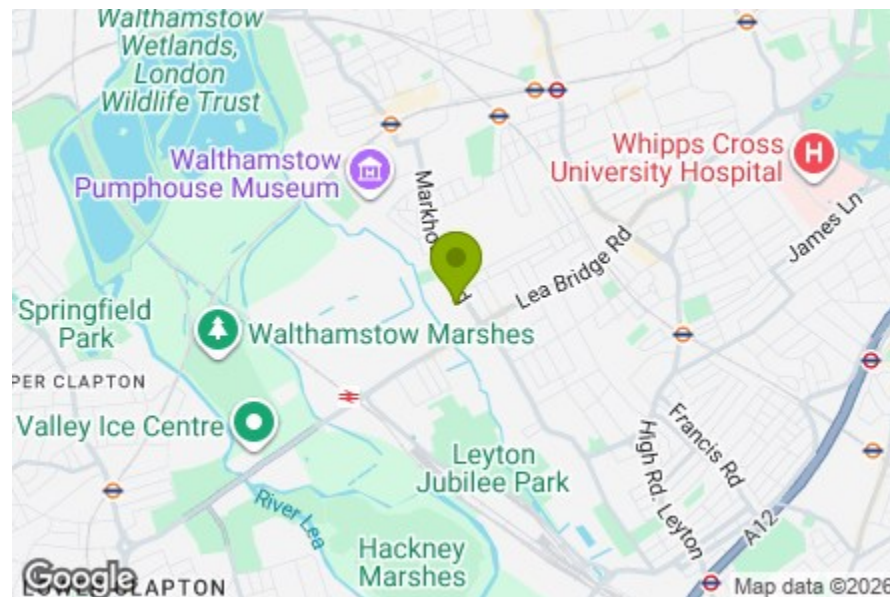 Walthamstow
Wetlands,
London
Wildlife Trust
Walthamstow
Pumphouse Museum
H
Whipps Cross
University Hospital
James Ln
Lea Bridge Rd
Springfield
Park
Walthamstow Marshes
PER CLAPTON
Valley Ice Centre
Leyton
Jubilee Park
Francis Rd
High Rd. Leyton
A12
River Lea
Hackney
Marshes
Google
CLAPTON
Map data ©2026